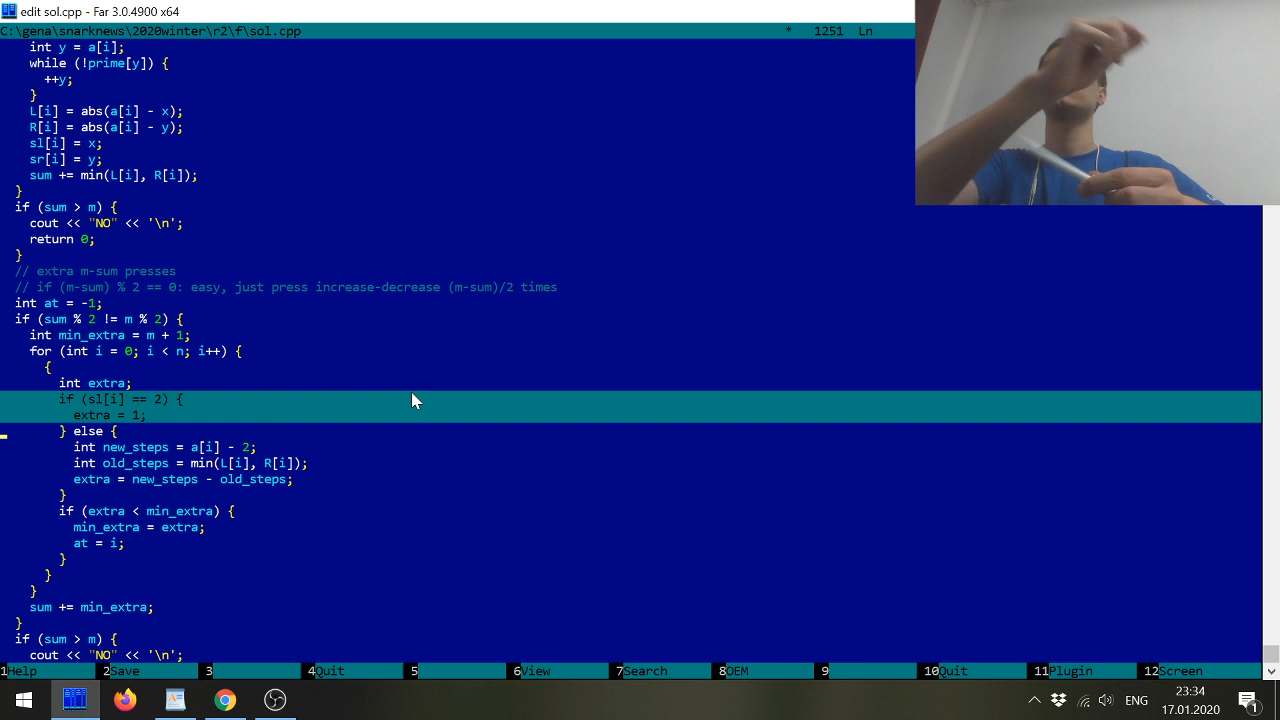 edit sol.cpp - Far 3.0.4900 x64
C:\gena\snarknews\2020winter\r2\f\sol.cpp * 1251 Ln
int y = a[i];
while (!prime[y]) {
++y;
}
L[i] = abs(a[i] - x);
R[i] = abs(a[i] - y);
sl[i] = x;
sr[i] = y;
sum += min(L[i], R[i]);
}
if (sum > m) {
cout << "NO" << '\n';
return 0;
}
// extra m-sum presses
// if (m-sum) % 2 == 0: easy, just press increase-decrease (m-sum)/2 times
int at = -1;
if (sum % 2 != m % 2) {
int min_extra = m + 1;
for (int i = 0; i < n; i++) {
{
int extra;
if (sl[i] == 2) {
extra = 1;
} else {
int new_steps = a[i] - 2;
int old_steps = min(L[i], R[i]);
extra = new_steps - old_steps;
}
if (extra < min_extra) {
min_extra = extra;
at = i;
}
}
}
sum += min_extra;
}
if (sum > m) {
cout << "NO" << '\n';
1Help 2Save 3 4Quit 5 6View 7Search 8OEM 9 10Quit 11Plugin 12Screen
ENG 23:34
17.01.2020 1